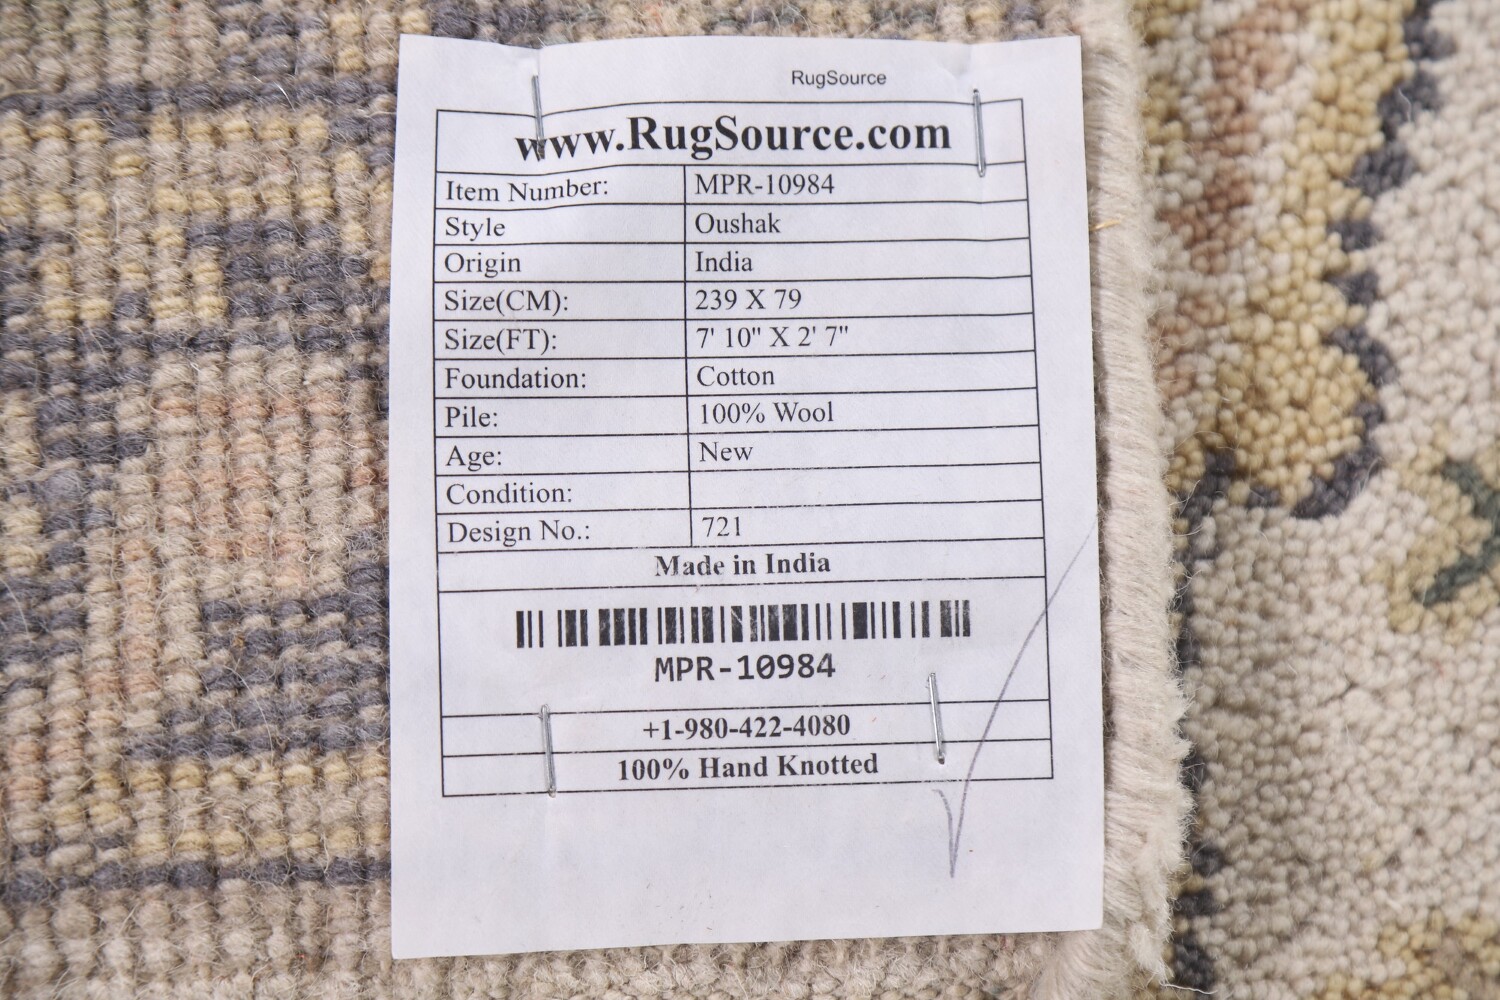 RugSource
www.RugSource.com
Item Number: MPR-10984
Style Oushak
Origin India
Size(CM): 239 X 79
Size(FT): 7' 10" X 2' 7"
Foundation: Cotton
Pile: 100% Wool
Age: New
Condition:
Design No.: 721
Made in India
MPR-10984
+1-980-422-4080
100% Hand Knotted